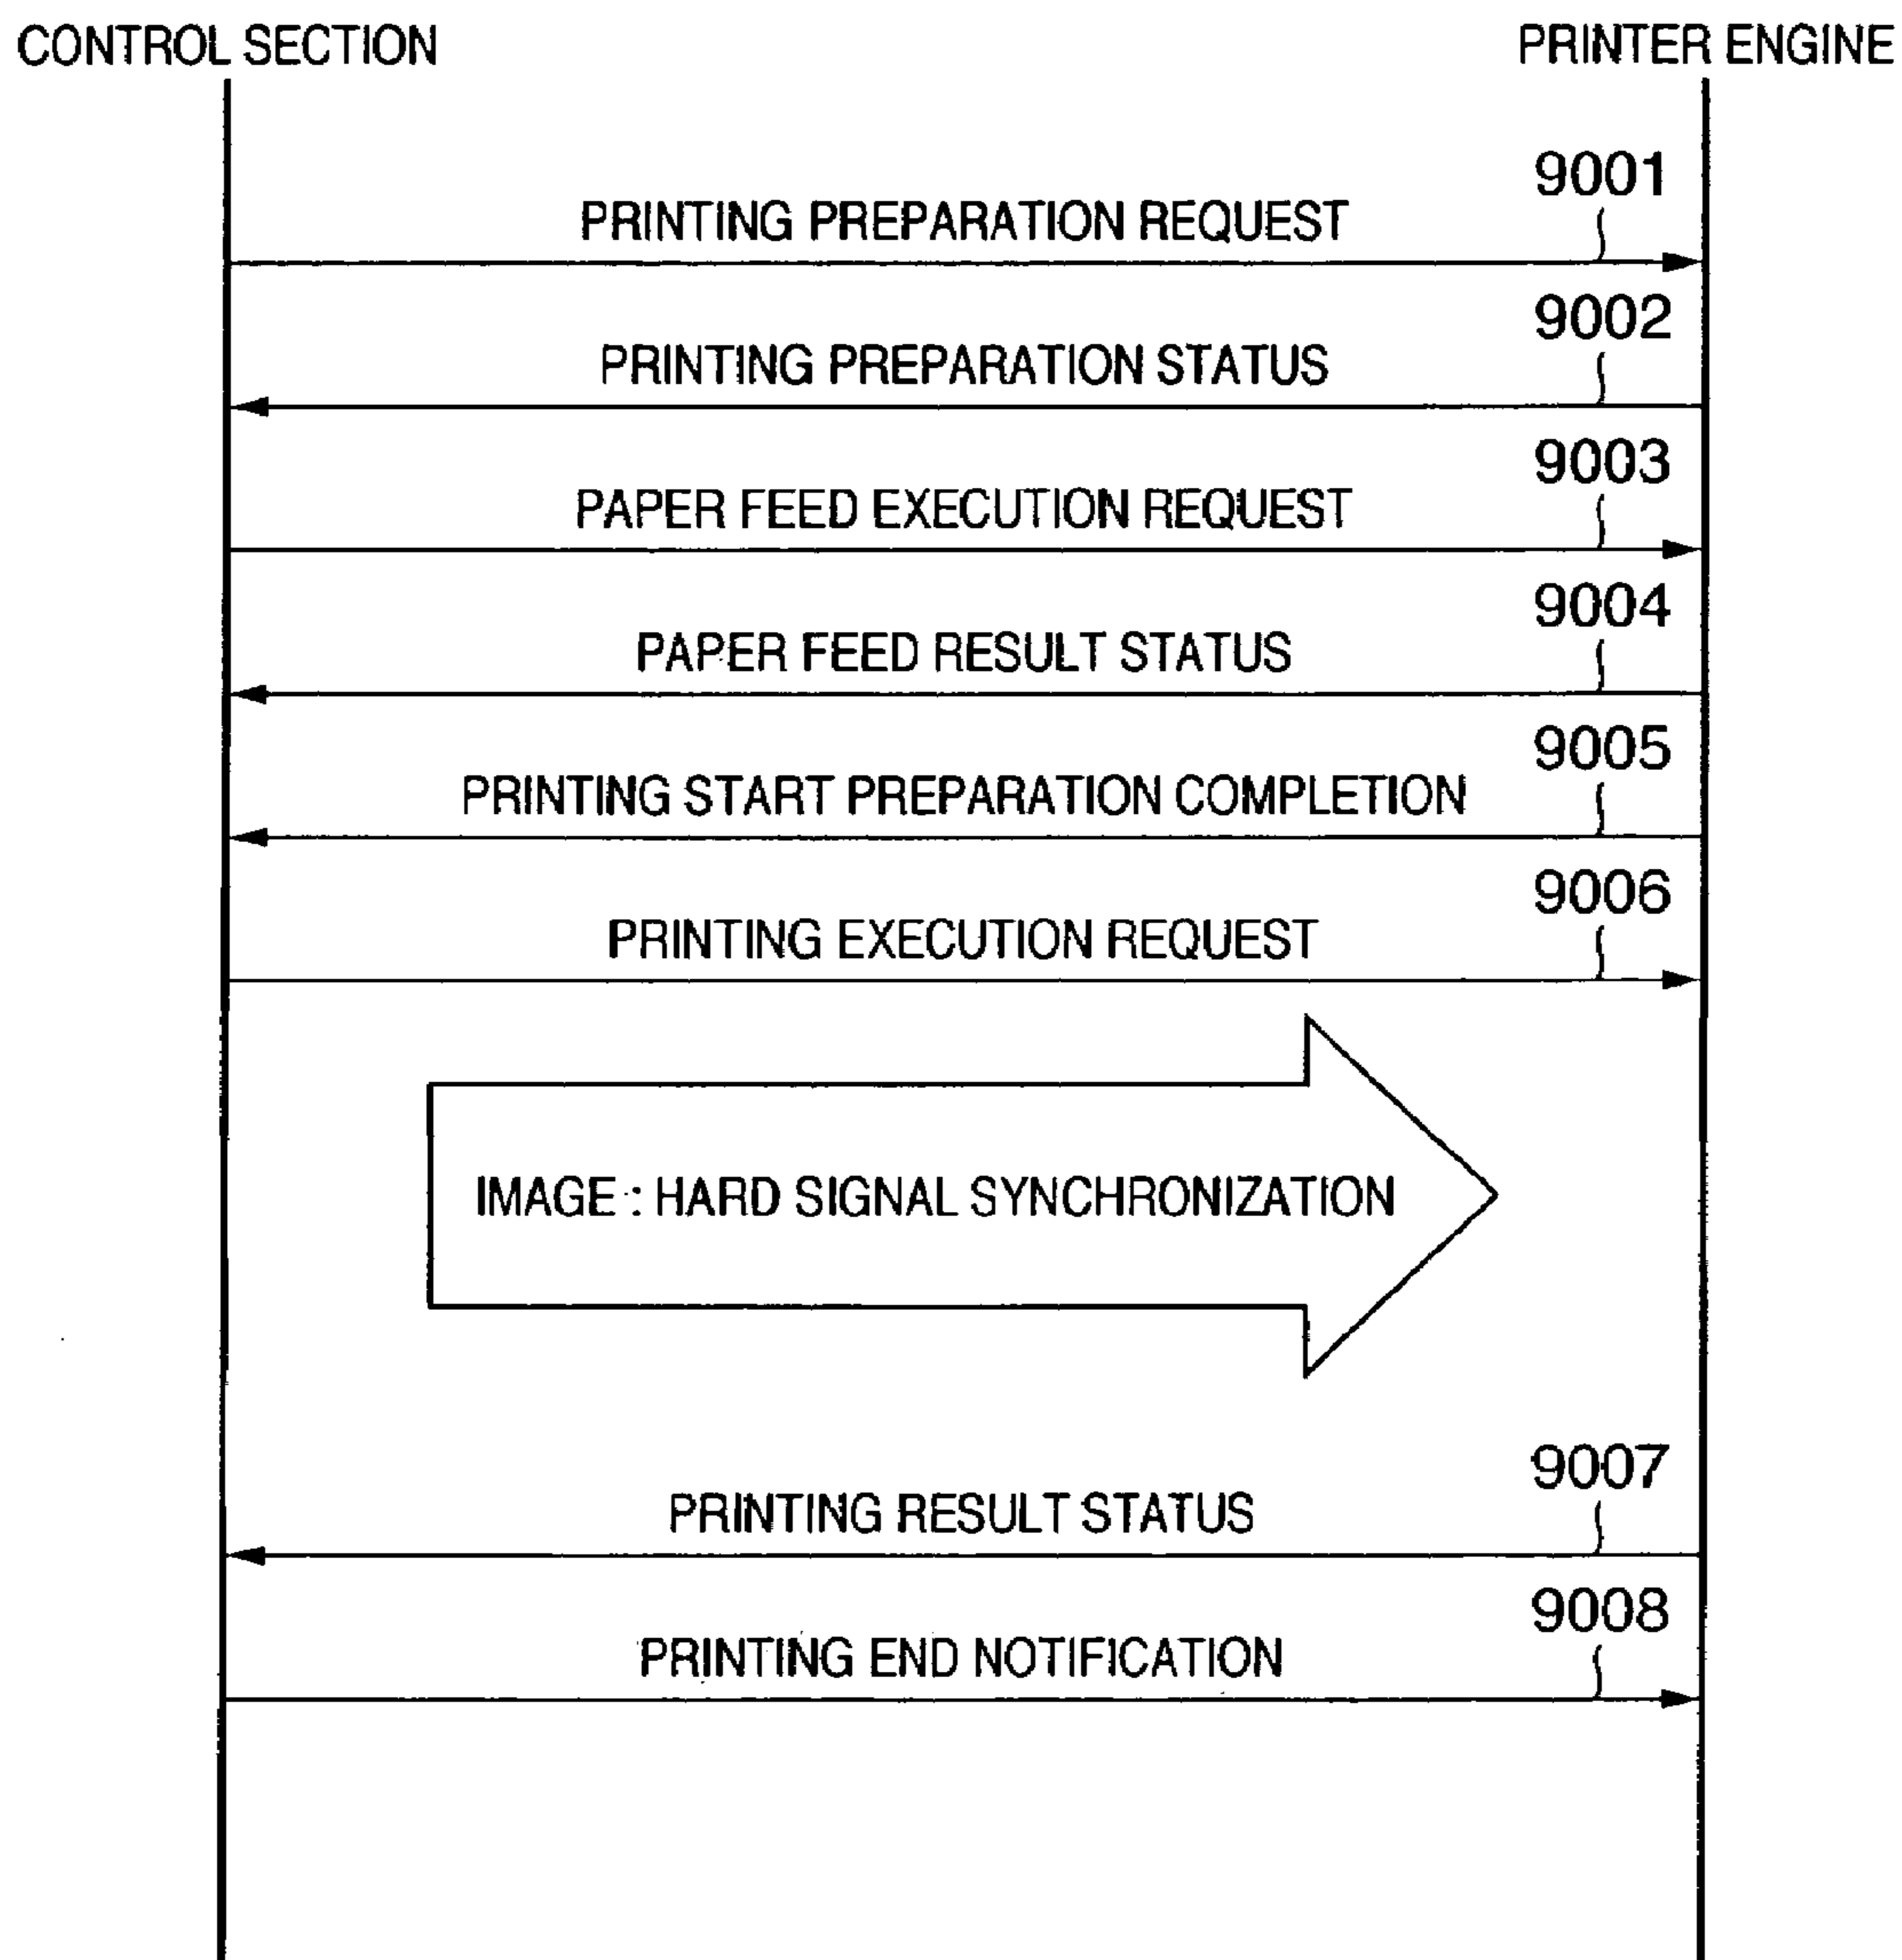 CONTROL SECTION
PRINTER ENGINE
9001
PRINTING PREPARATION REQUEST
9002
PRINTING PREPARATION STATUS
9003
PAPER FEED EXECUTION REQUEST
9004
PAPER FEED RESULT STATUS
9005
PRINTING START PREPARATION COMPLETION
9006
PRINTING EXECUTION REQUEST
IMAGE : HARD SIGNAL SYNCHRONIZATION
9007
PRINTING RESULT STATUS
9008
PRINTING END NOTIFICATION